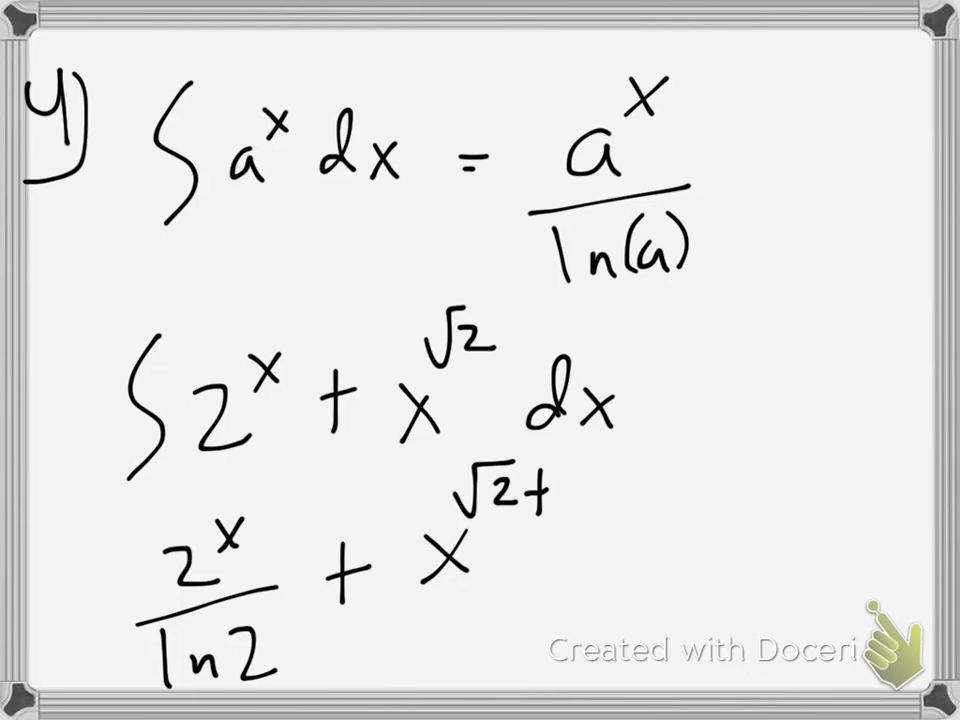 4) ∫ a^x dx = a^x / ln(a)
∫ 2^x + x^√2 dx
2^x / ln2 + x^√2+
Created with Doceri